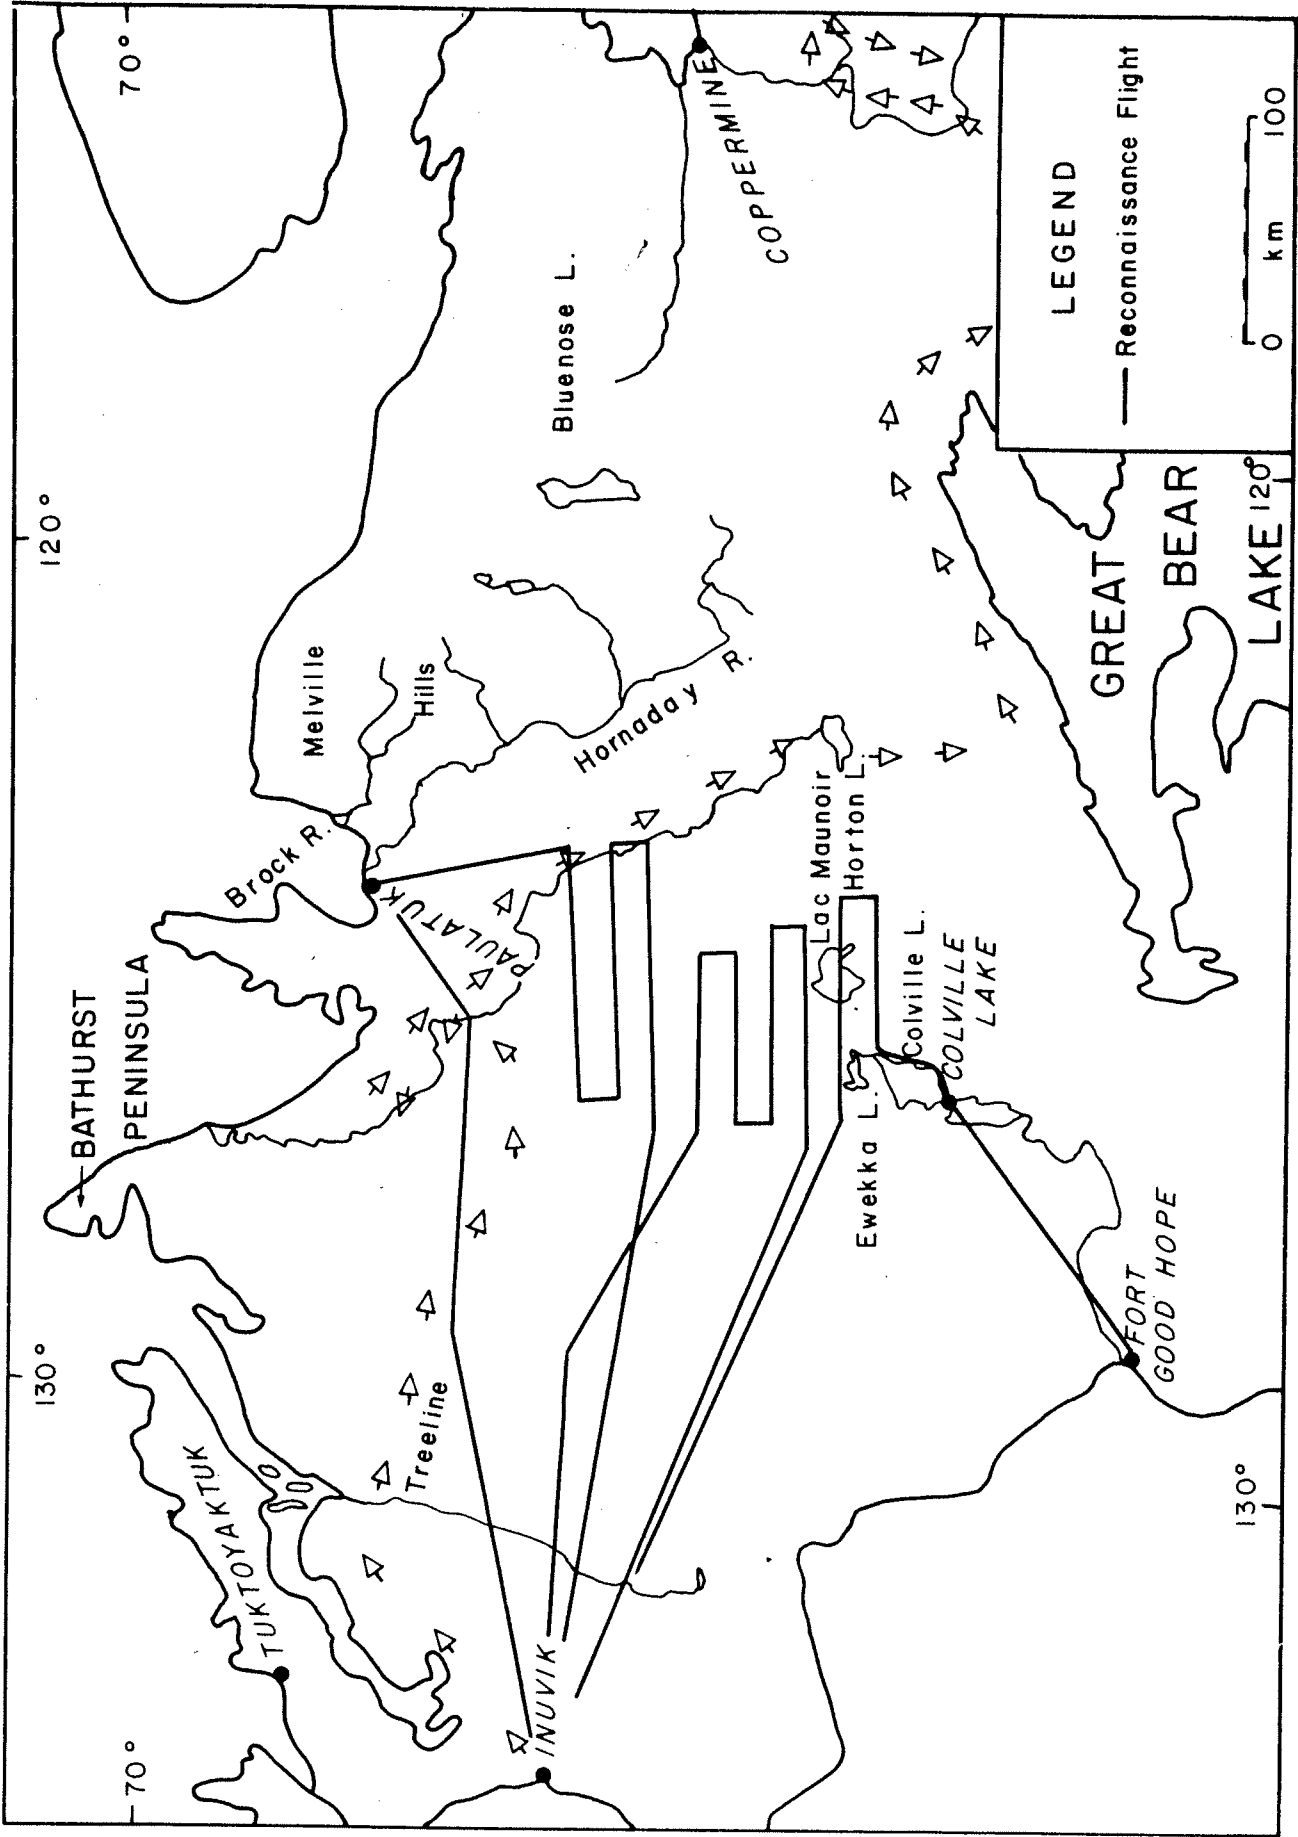 70°
120°
130°
70°
BATHURST
PENINSULA
TUKTOYAKTUK
Brock R.
Melville
Hills
PAULATUK
Hornaday R.
Bluenose L.
COPPERMINE
Treeline
INUVIK
Lac Maunoir
Horton L.
Ewekka L.
Colville L.
COLVILLE
LAKE
FORT
GOOD HOPE
GREAT
BEAR
LAKE
130°
120°
LEGEND
Reconnaissance Flight
0 km 100